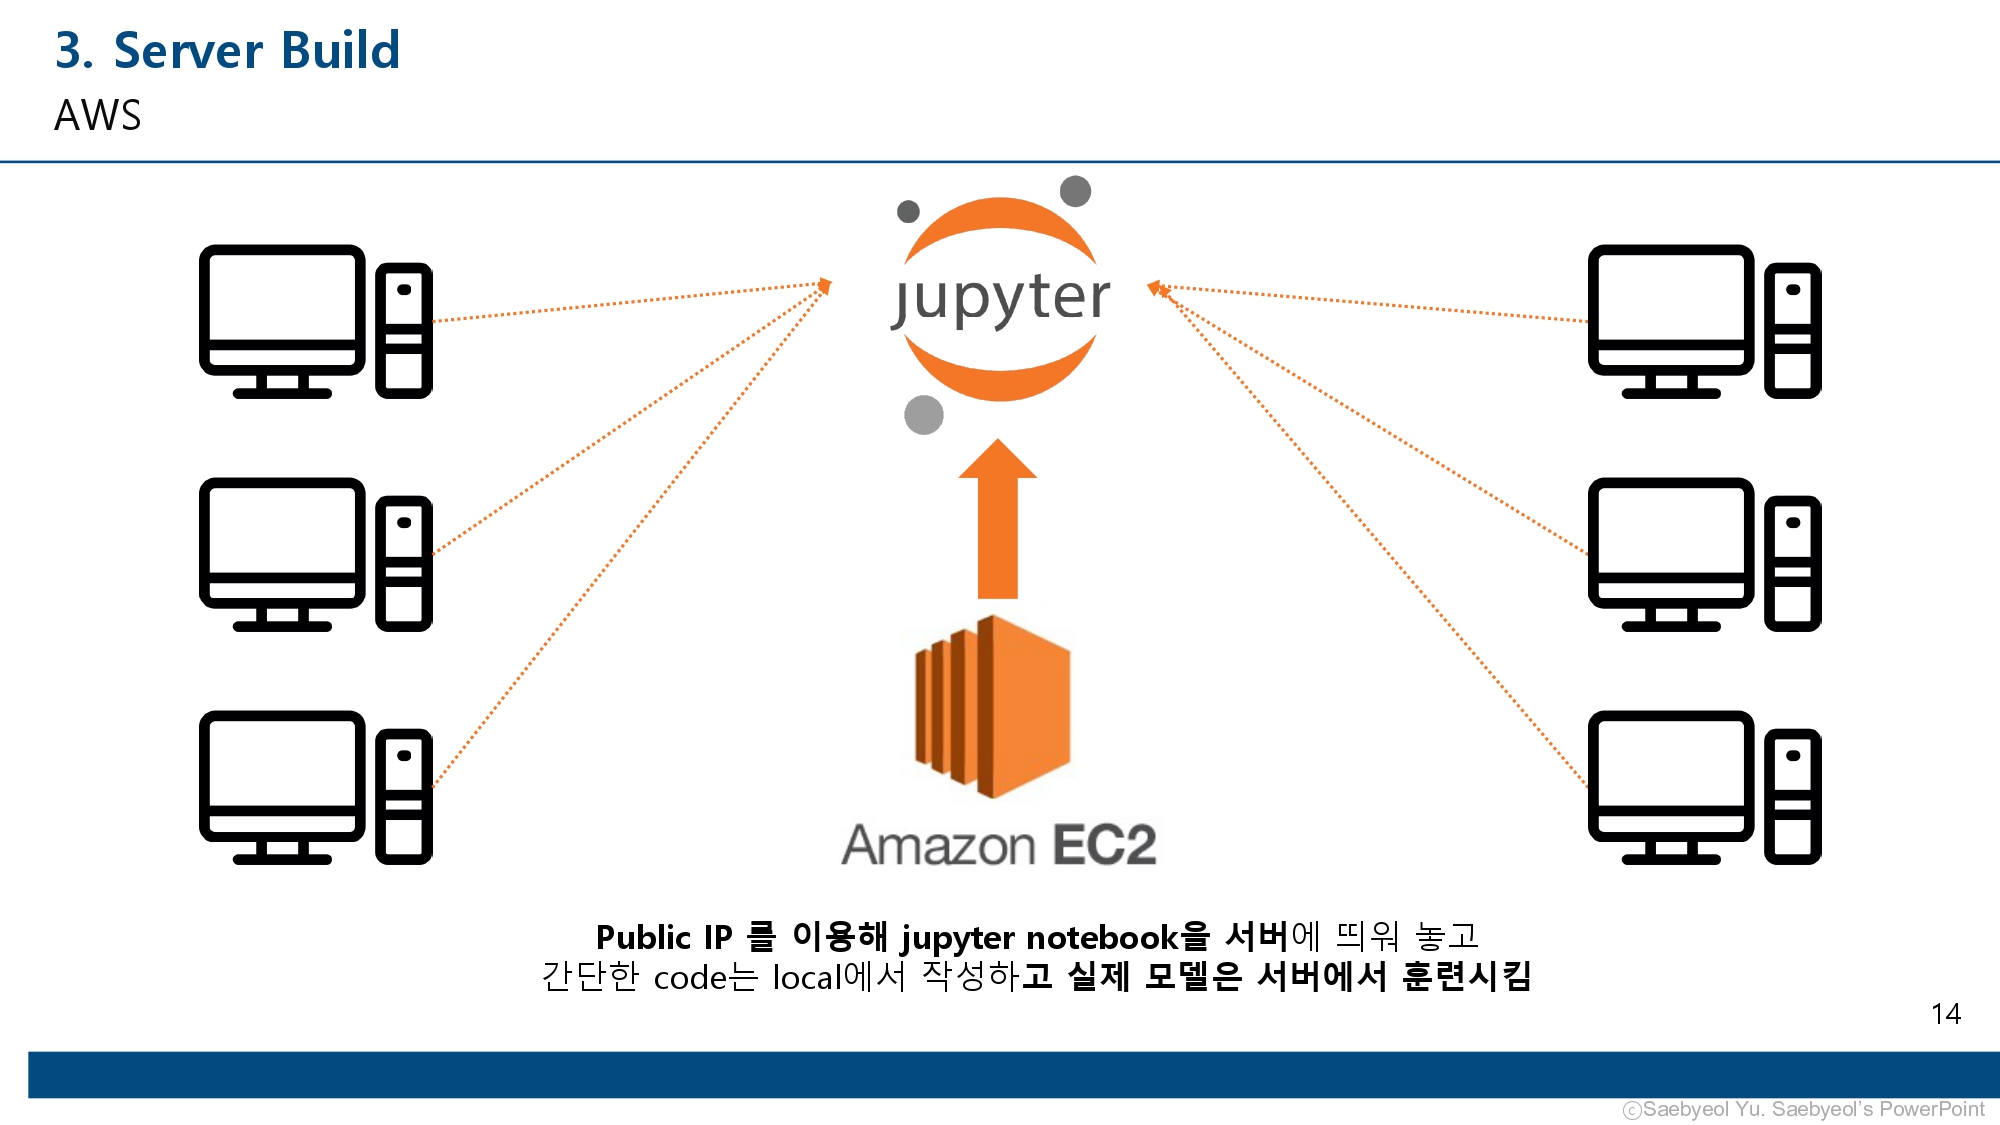 3. Server Build
AWS
jupyter
Amazon EC2
Public IP 를 이용해 jupyter notebook을 서버에 띄워 놓고
간단한 code는 local에서 작성하고 실제 모델은 서버에서 훈련시킴
14
ⓒSaebyeol Yu. Saebyeol’s PowerPoint